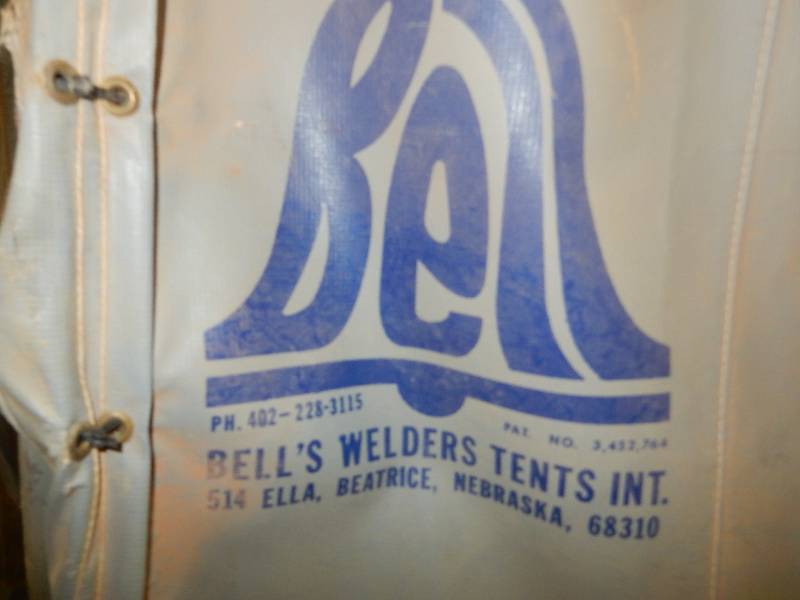 Bell
PH. 402-228-3115
PAT. NO. 3,452,764
BELL'S WELDERS TENTS INT.
514 ELLA, BEATRICE, NEBRASKA, 68310